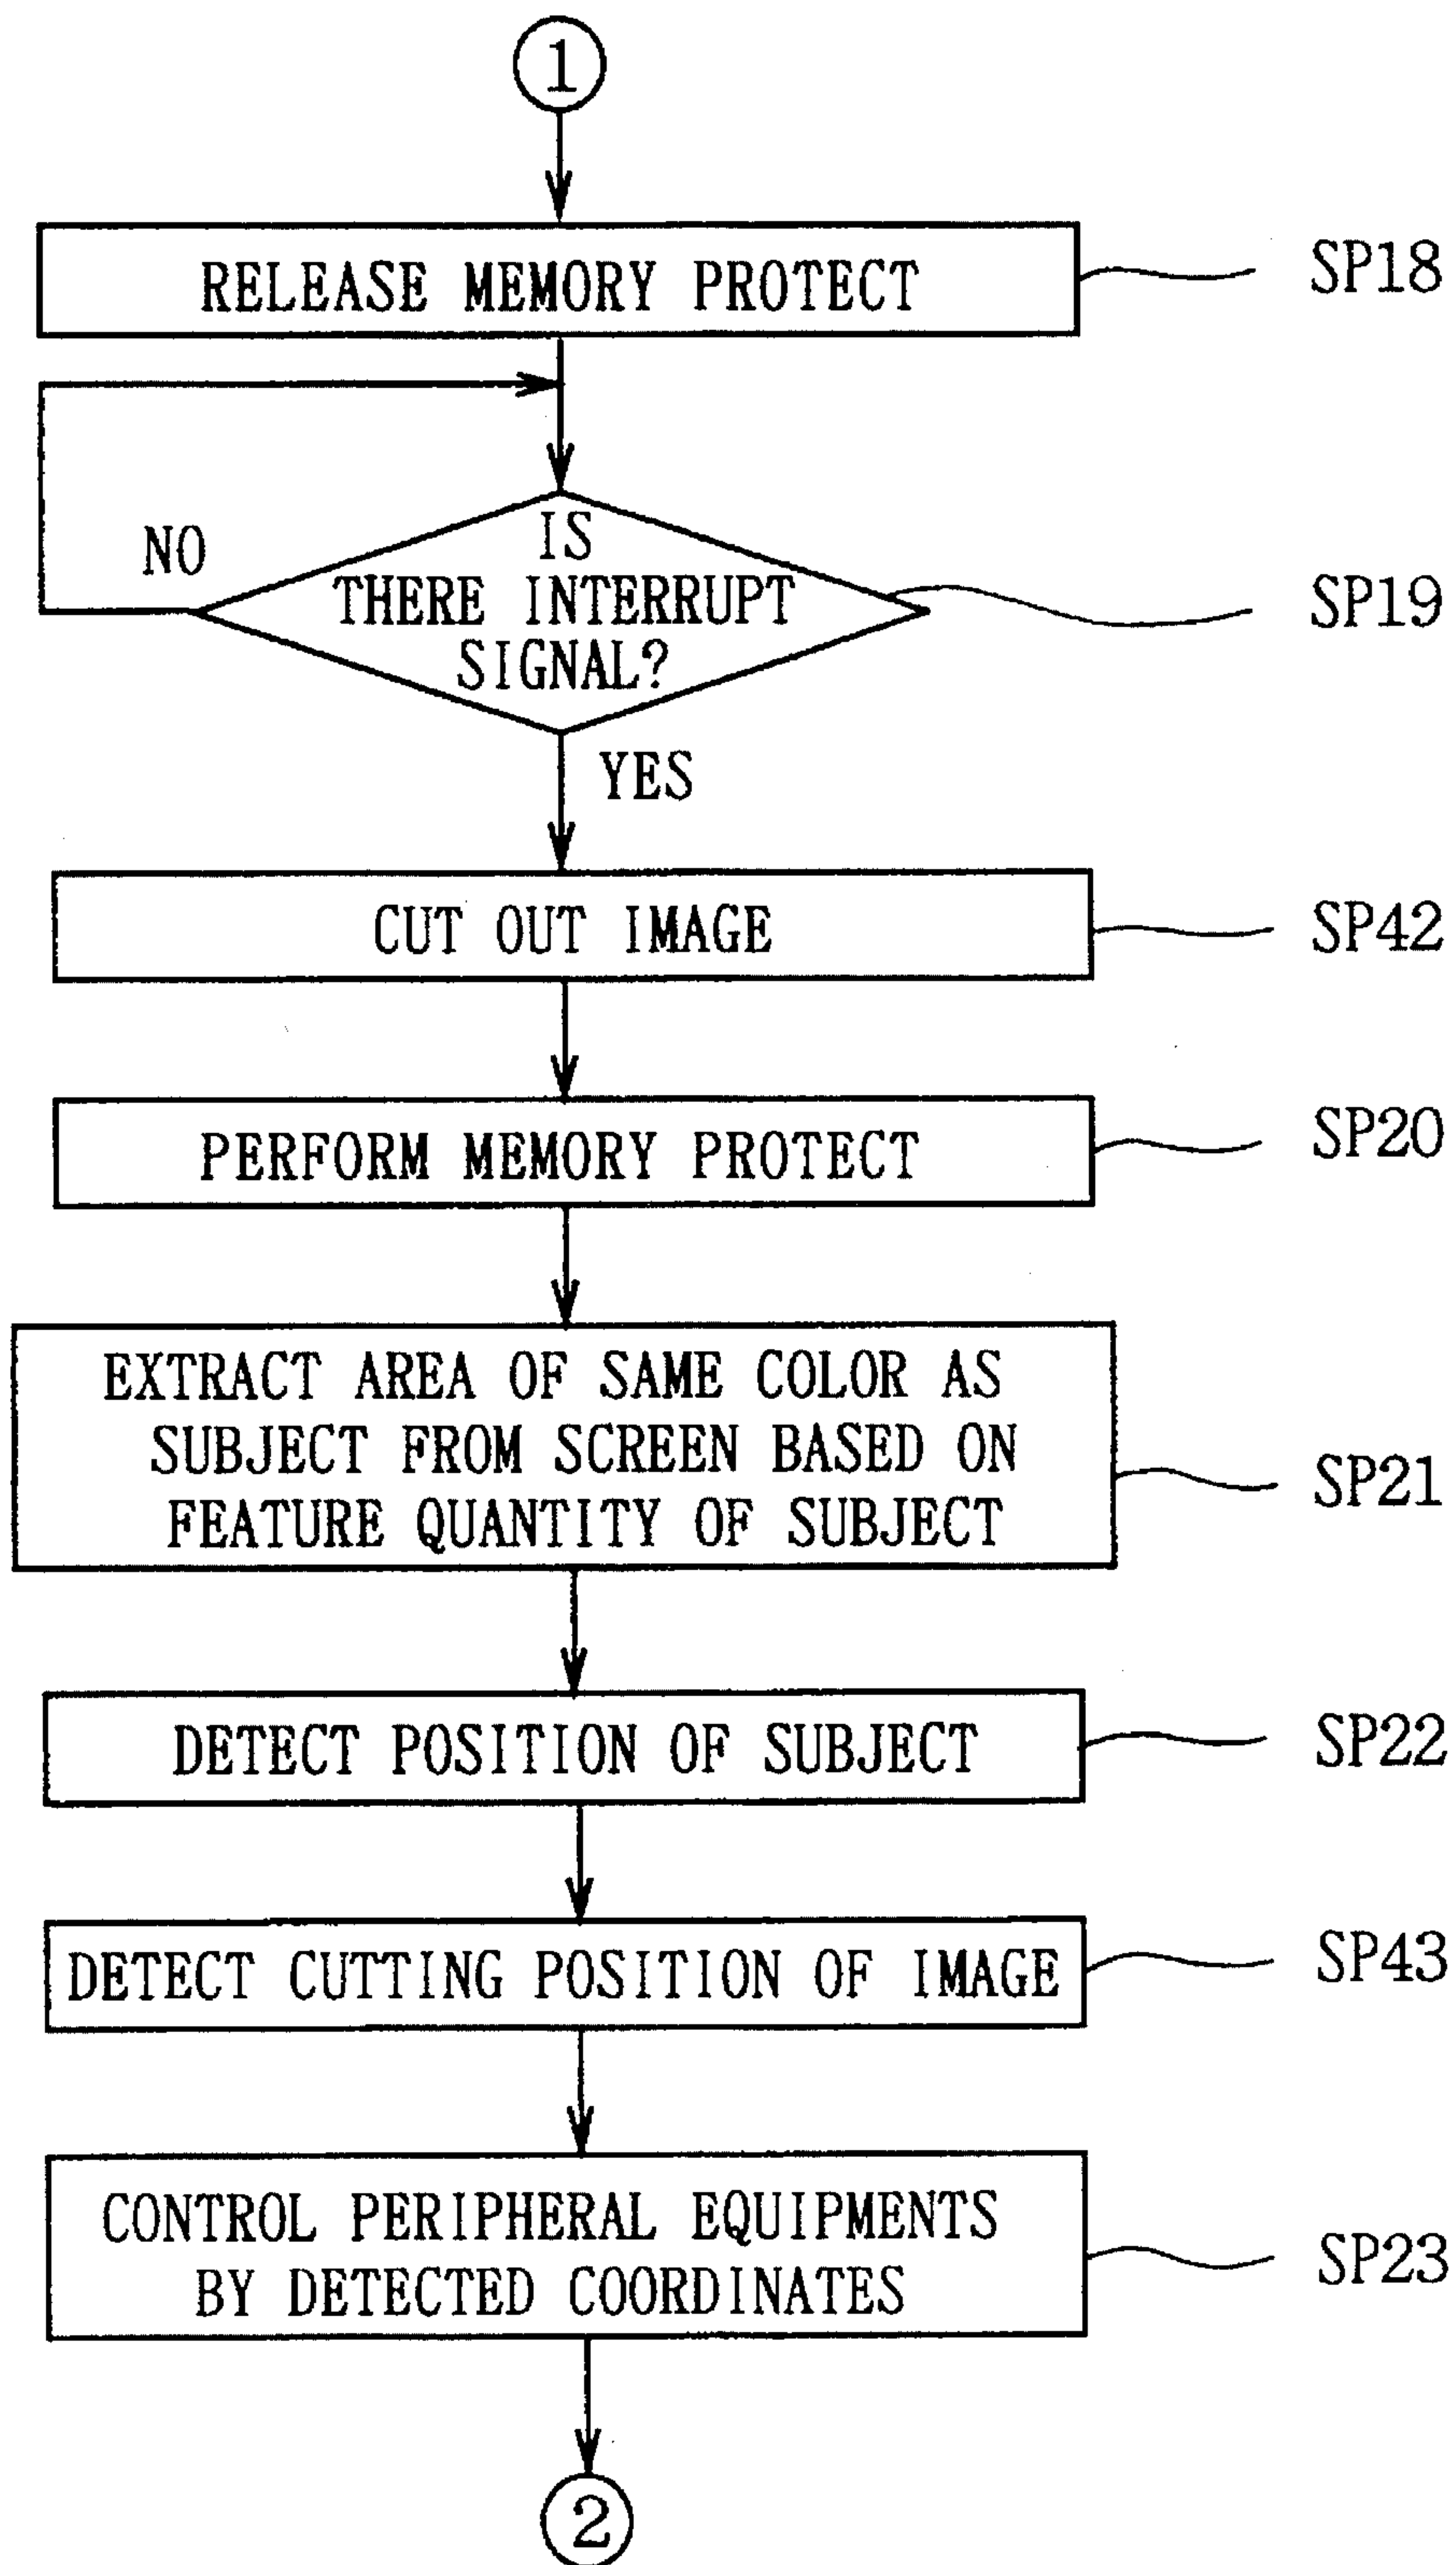 1
RELEASE MEMORY PROTECT
SP18
NO
IS
THERE INTERRUPT
SIGNAL?
SP19
YES
CUT OUT IMAGE
SP42
PERFORM MEMORY PROTECT
SP20
EXTRACT AREA OF SAME COLOR AS
SUBJECT FROM SCREEN BASED ON
FEATURE QUANTITY OF SUBJECT
SP21
DETECT POSITION OF SUBJECT
SP22
DETECT CUTTING POSITION OF IMAGE
SP43
CONTROL PERIPHERAL EQUIPMENTS
BY DETECTED COORDINATES
SP23
2